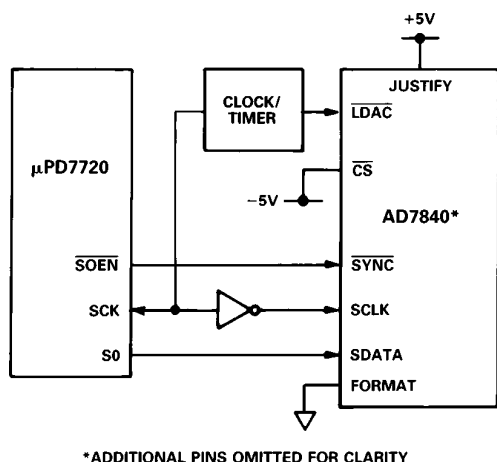 +5V
JUSTIFY
CLOCK/
TIMER
LDAC
μPD7720
CS
−5V
AD7840*
SOEN
SYNC
SCK
SCLK
S0
SDATA
FORMAT
*ADDITIONAL PINS OMITTED FOR CLARITY